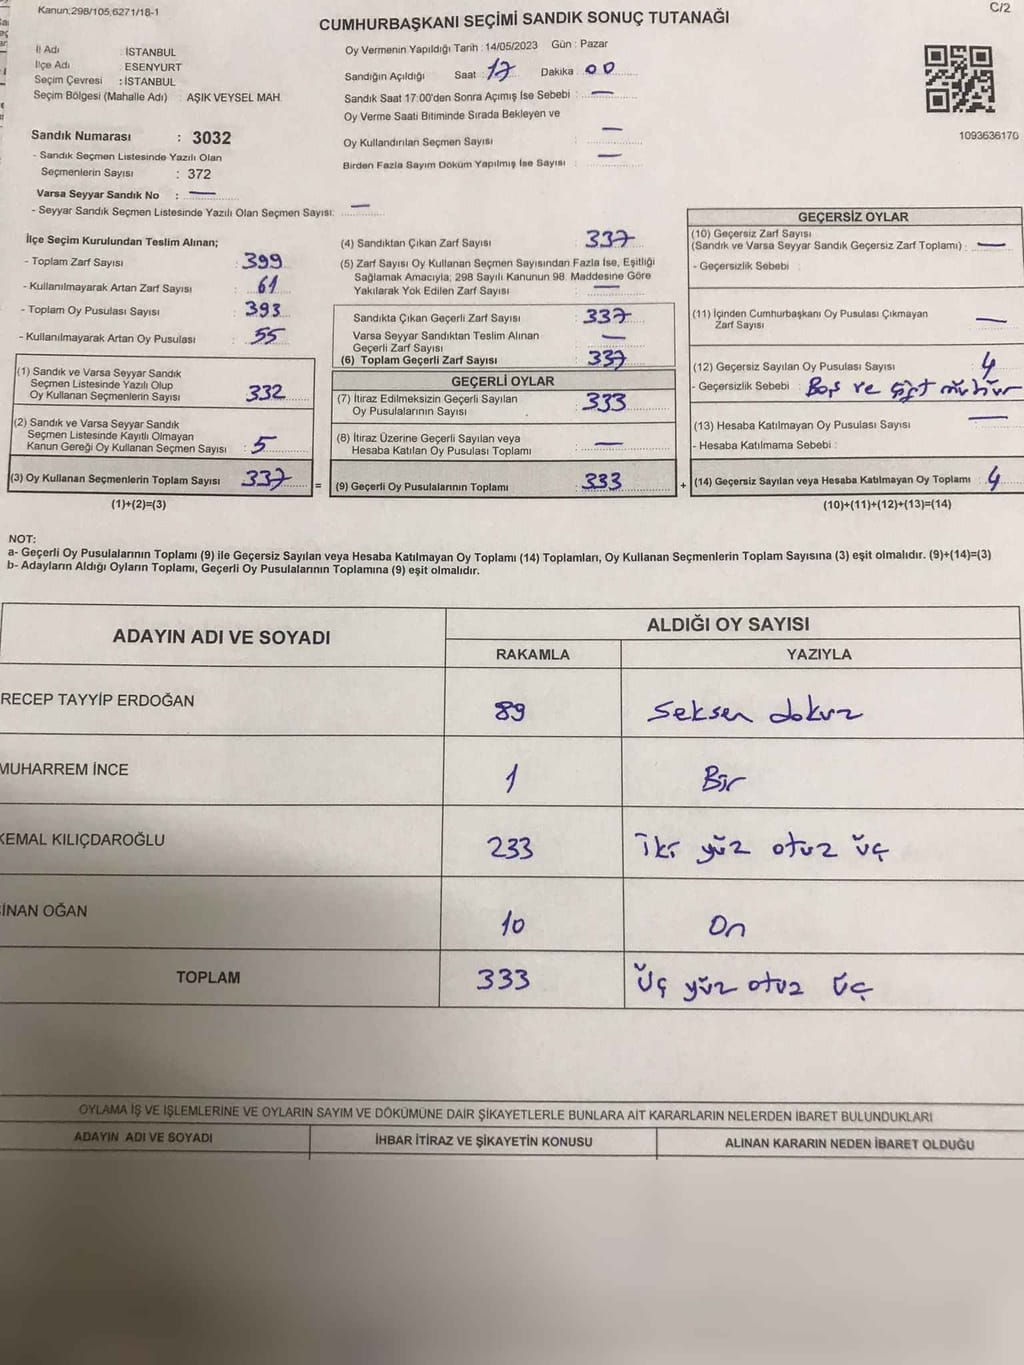 Kanun,298/105,6271/18-1
C/2
CUMHURBAŞKANI SEÇİMİ SANDIK SONUÇ TUTANAĞI
İl Adı : İSTANBUL
İlçe Adı : ESENYURT
Seçim Çevresi : İSTANBUL
Seçim Bölgesi (Mahalle Adı) : AŞIK VEYSEL MAH.
Sandık Numarası : 3032
- Sandık Seçmen Listesinde Yazılı Olan
Seçmenlerin Sayısı : 372
Varsa Seyyar Sandık No : —
- Seyyar Sandık Seçmen Listesinde Yazılı Olan Seçmen Sayısı: —
Oy Vermenin Yapıldığı Tarih : 14/05/2023 Gün : Pazar
Sandığın Açıldığı Saat : 17 Dakika : 00
Sandık Saat 17:00'den Sonra Açımış İse Sebebi : —
Oy Verme Saati Bitiminde Sırada Bekleyen ve
Oy Kullandırılan Seçmen Sayısı : —
Birden Fazla Sayım Döküm Yapılmış İse Sayısı : —
1093636170
İlçe Seçim Kurulundan Teslim Alınan;
- Toplam Zarf Sayısı : 399
- Kullanılmayarak Artan Zarf Sayısı : 61
- Toplam Oy Pusulası Sayısı : 393
- Kullanılmayarak Artan Oy Pusulası : 55
(1) Sandık ve Varsa Seyyar Sandık
Seçmen Listesinde Yazılı Olup
Oy Kullanan Seçmenlerin Sayısı : 332
(2) Sandık ve Varsa Seyyar Sandık
Seçmen Listesinde Kayıtlı Olmayan
Kanun Gereği Oy Kullanan Seçmen Sayısı : 5
(3) Oy Kullanan Seçmenlerin Toplam Sayısı : 337 =
(1)+(2)=(3)
(4) Sandıktan Çıkan Zarf Sayısı : 337
(5) Zarf Sayısı Oy Kullanan Seçmen Sayısından Fazla İse, Eşitliği
Sağlamak Amacıyla; 298 Sayılı Kanunun 98. Maddesine Göre
Yakılarak Yok Edilen Zarf Sayısı : —
Sandıkta Çıkan Geçerli Zarf Sayısı : 337
Varsa Seyyar Sandıktan Teslim Alınan
Geçerli Zarf Sayısı : —
(6) Toplam Geçerli Zarf Sayısı : 337
GEÇERLİ OYLAR
(7) İtiraz Edilmeksizin Geçerli Sayılan
Oy Pusulalarının Sayısı : 333
(8) İtiraz Üzerine Geçerli Sayılan veya
Hesaba Katılan Oy Pusulası Toplamı : —
(9) Geçerli Oy Pusulalarının Toplamı : 333 +
GEÇERSİZ OYLAR
(10) Geçersiz Zarf Sayısı
(Sandık ve Varsa Seyyar Sandık Geçersiz Zarf Toplamı) : —
- Geçersizlik Sebebi :
(11) İçinden Cumhurbaşkanı Oy Pusulası Çıkmayan
Zarf Sayısı : —
(12) Geçersiz Sayılan Oy Pusulası Sayısı : 4
- Geçersizlik Sebebi : Boş ve çift mühür
(13) Hesaba Katılmayan Oy Pusulası Sayısı : —
- Hesaba Katılmama Sebebi :
(14) Geçersiz Sayılan veya Hesaba Katılmayan Oy Toplamı : 4
(10)+(11)+(12)+(13)=(14)
NOT:
a- Geçerli Oy Pusulalarının Toplamı (9) ile Geçersiz Sayılan veya Hesaba Katılmayan Oy Toplamı (14) Toplamları, Oy Kullanan Seçmenlerin Toplam Sayısına (3) eşit olmalıdır. (9)+(14)=(3)
b- Adayların Aldığı Oyların Toplamı, Geçerli Oy Pusulalarının Toplamına (9) eşit olmalıdır.
ADAYIN ADI VE SOYADI ALDIĞI OY SAYISI
RAKAMLA YAZIYLA
RECEP TAYYİP ERDOĞAN 89 Seksen dokuz
MUHARREM İNCE 1 Bir
KEMAL KILIÇDAROĞLU 233 iki yüz otuz üç
SİNAN OĞAN 10 On
TOPLAM 333 Üç yüz otuz üç
OYLAMA İŞ VE İŞLEMLERİNE VE OYLARIN SAYIM VE DÖKÜMÜNE DAİR ŞİKAYETLERLE BUNLARA AİT KARARLARIN NELERDEN İBARET BULUNDUKLARI
ADAYIN ADI VE SOYADI İHBAR İTİRAZ VE ŞİKAYETİN KONUSU ALINAN KARARIN NEDEN İBARET OLDUĞU